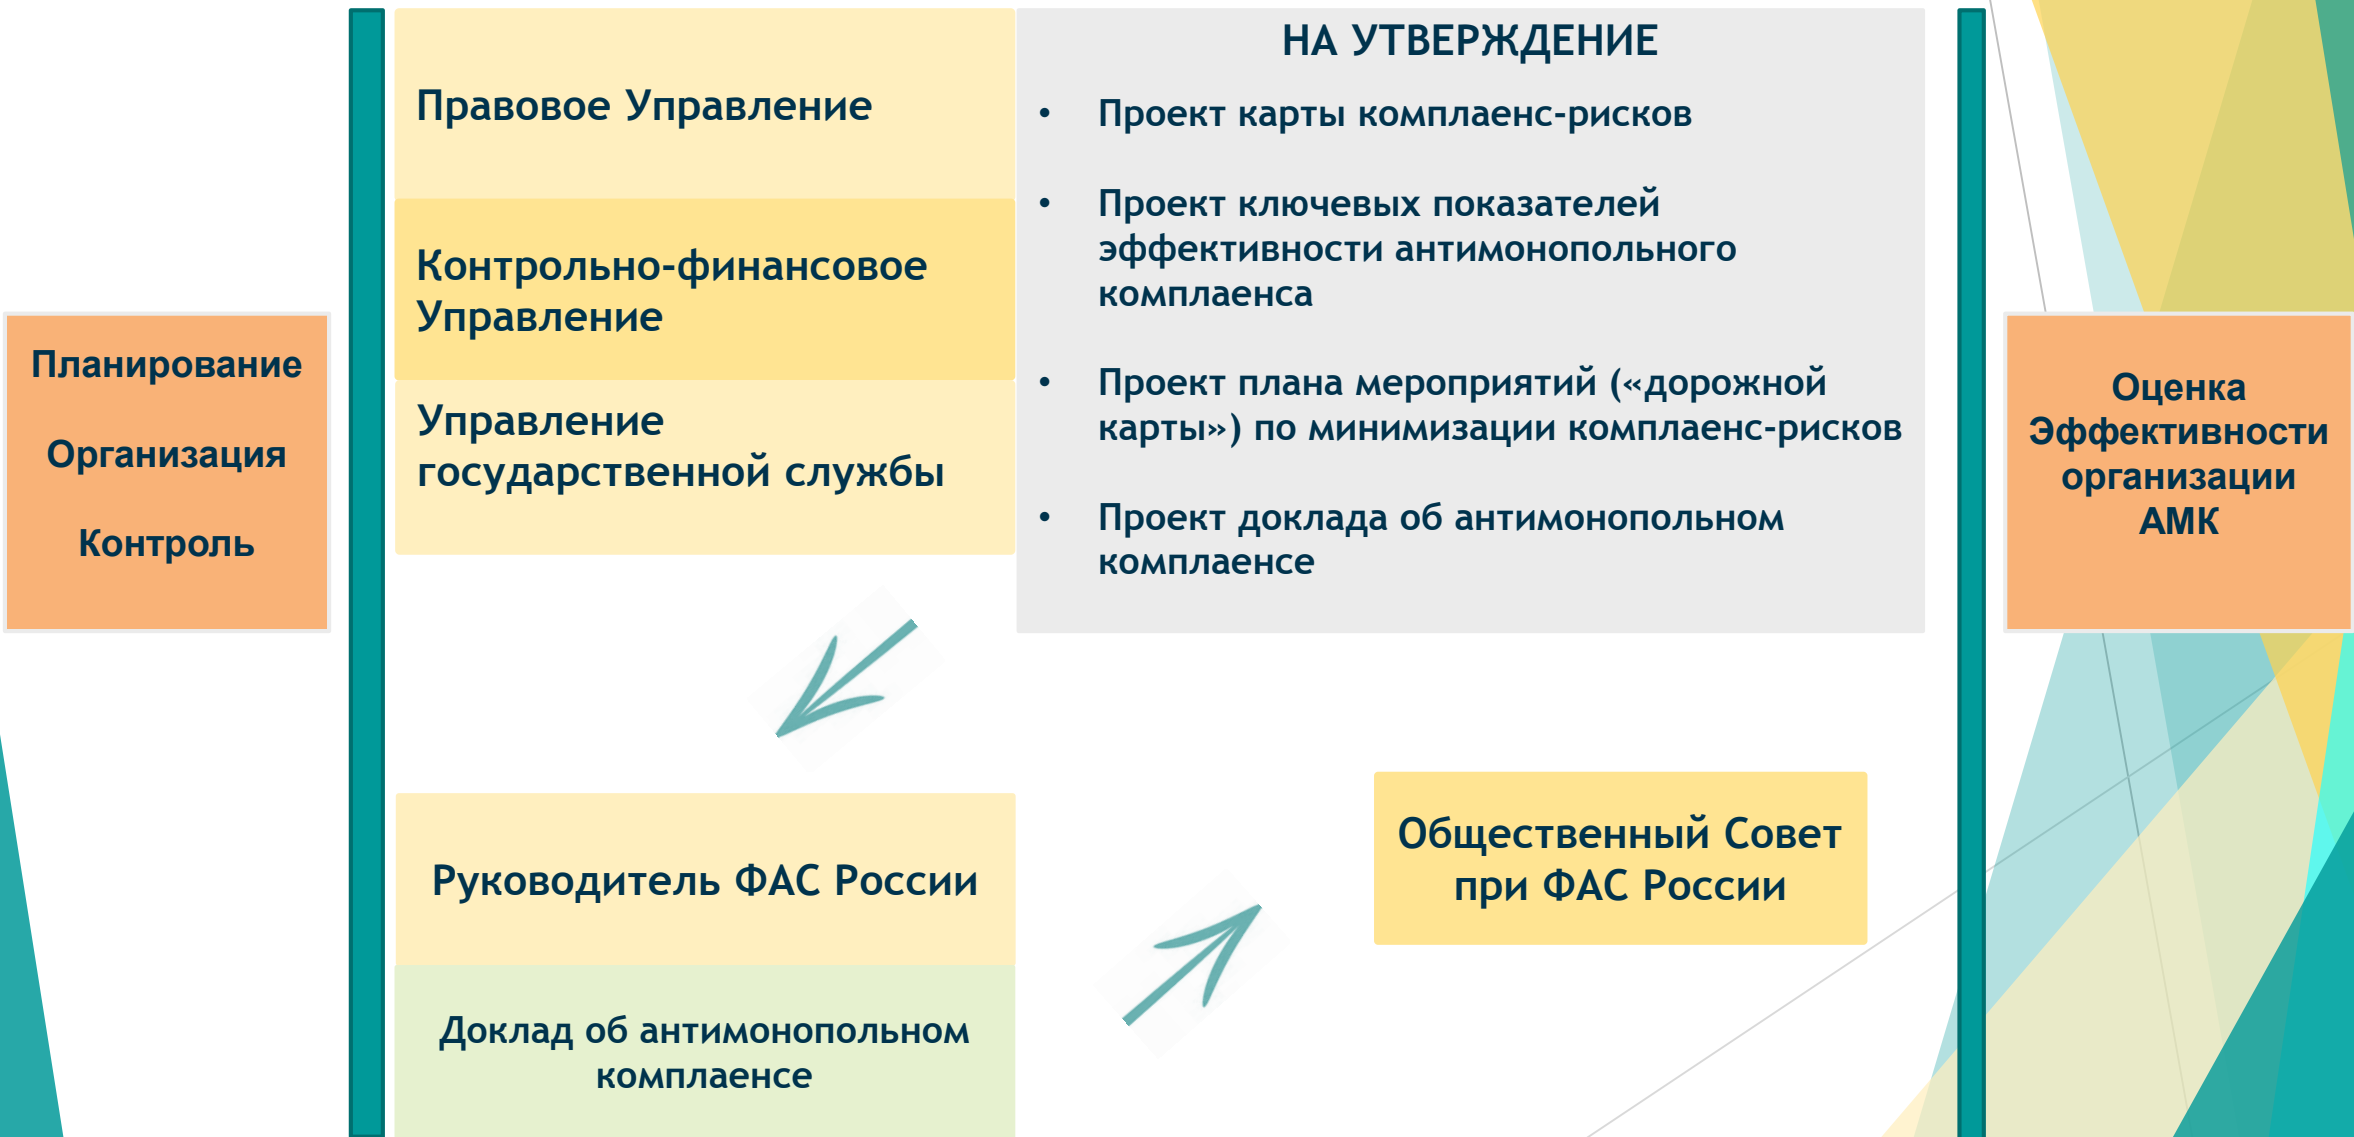 Планирование
Организация
Контроль
Правовое Управление
Контрольно-финансовое
Управление
Управление
государственной службы
НА УТВЕРЖДЕНИЕ
• Проект карты комплаенс-рисков
• Проект ключевых показателей
эффективности антимонопольного
комплаенса
• Проект плана мероприятий («дорожной
карты») по минимизации комплаенс-рисков
• Проект доклада об антимонопольном
комплаенсе
Руководитель ФАС России
Доклад об антимонопольном
комплаенсе
Общественный Совет
при ФАС России
Оценка
Эффективности
организации
АМК